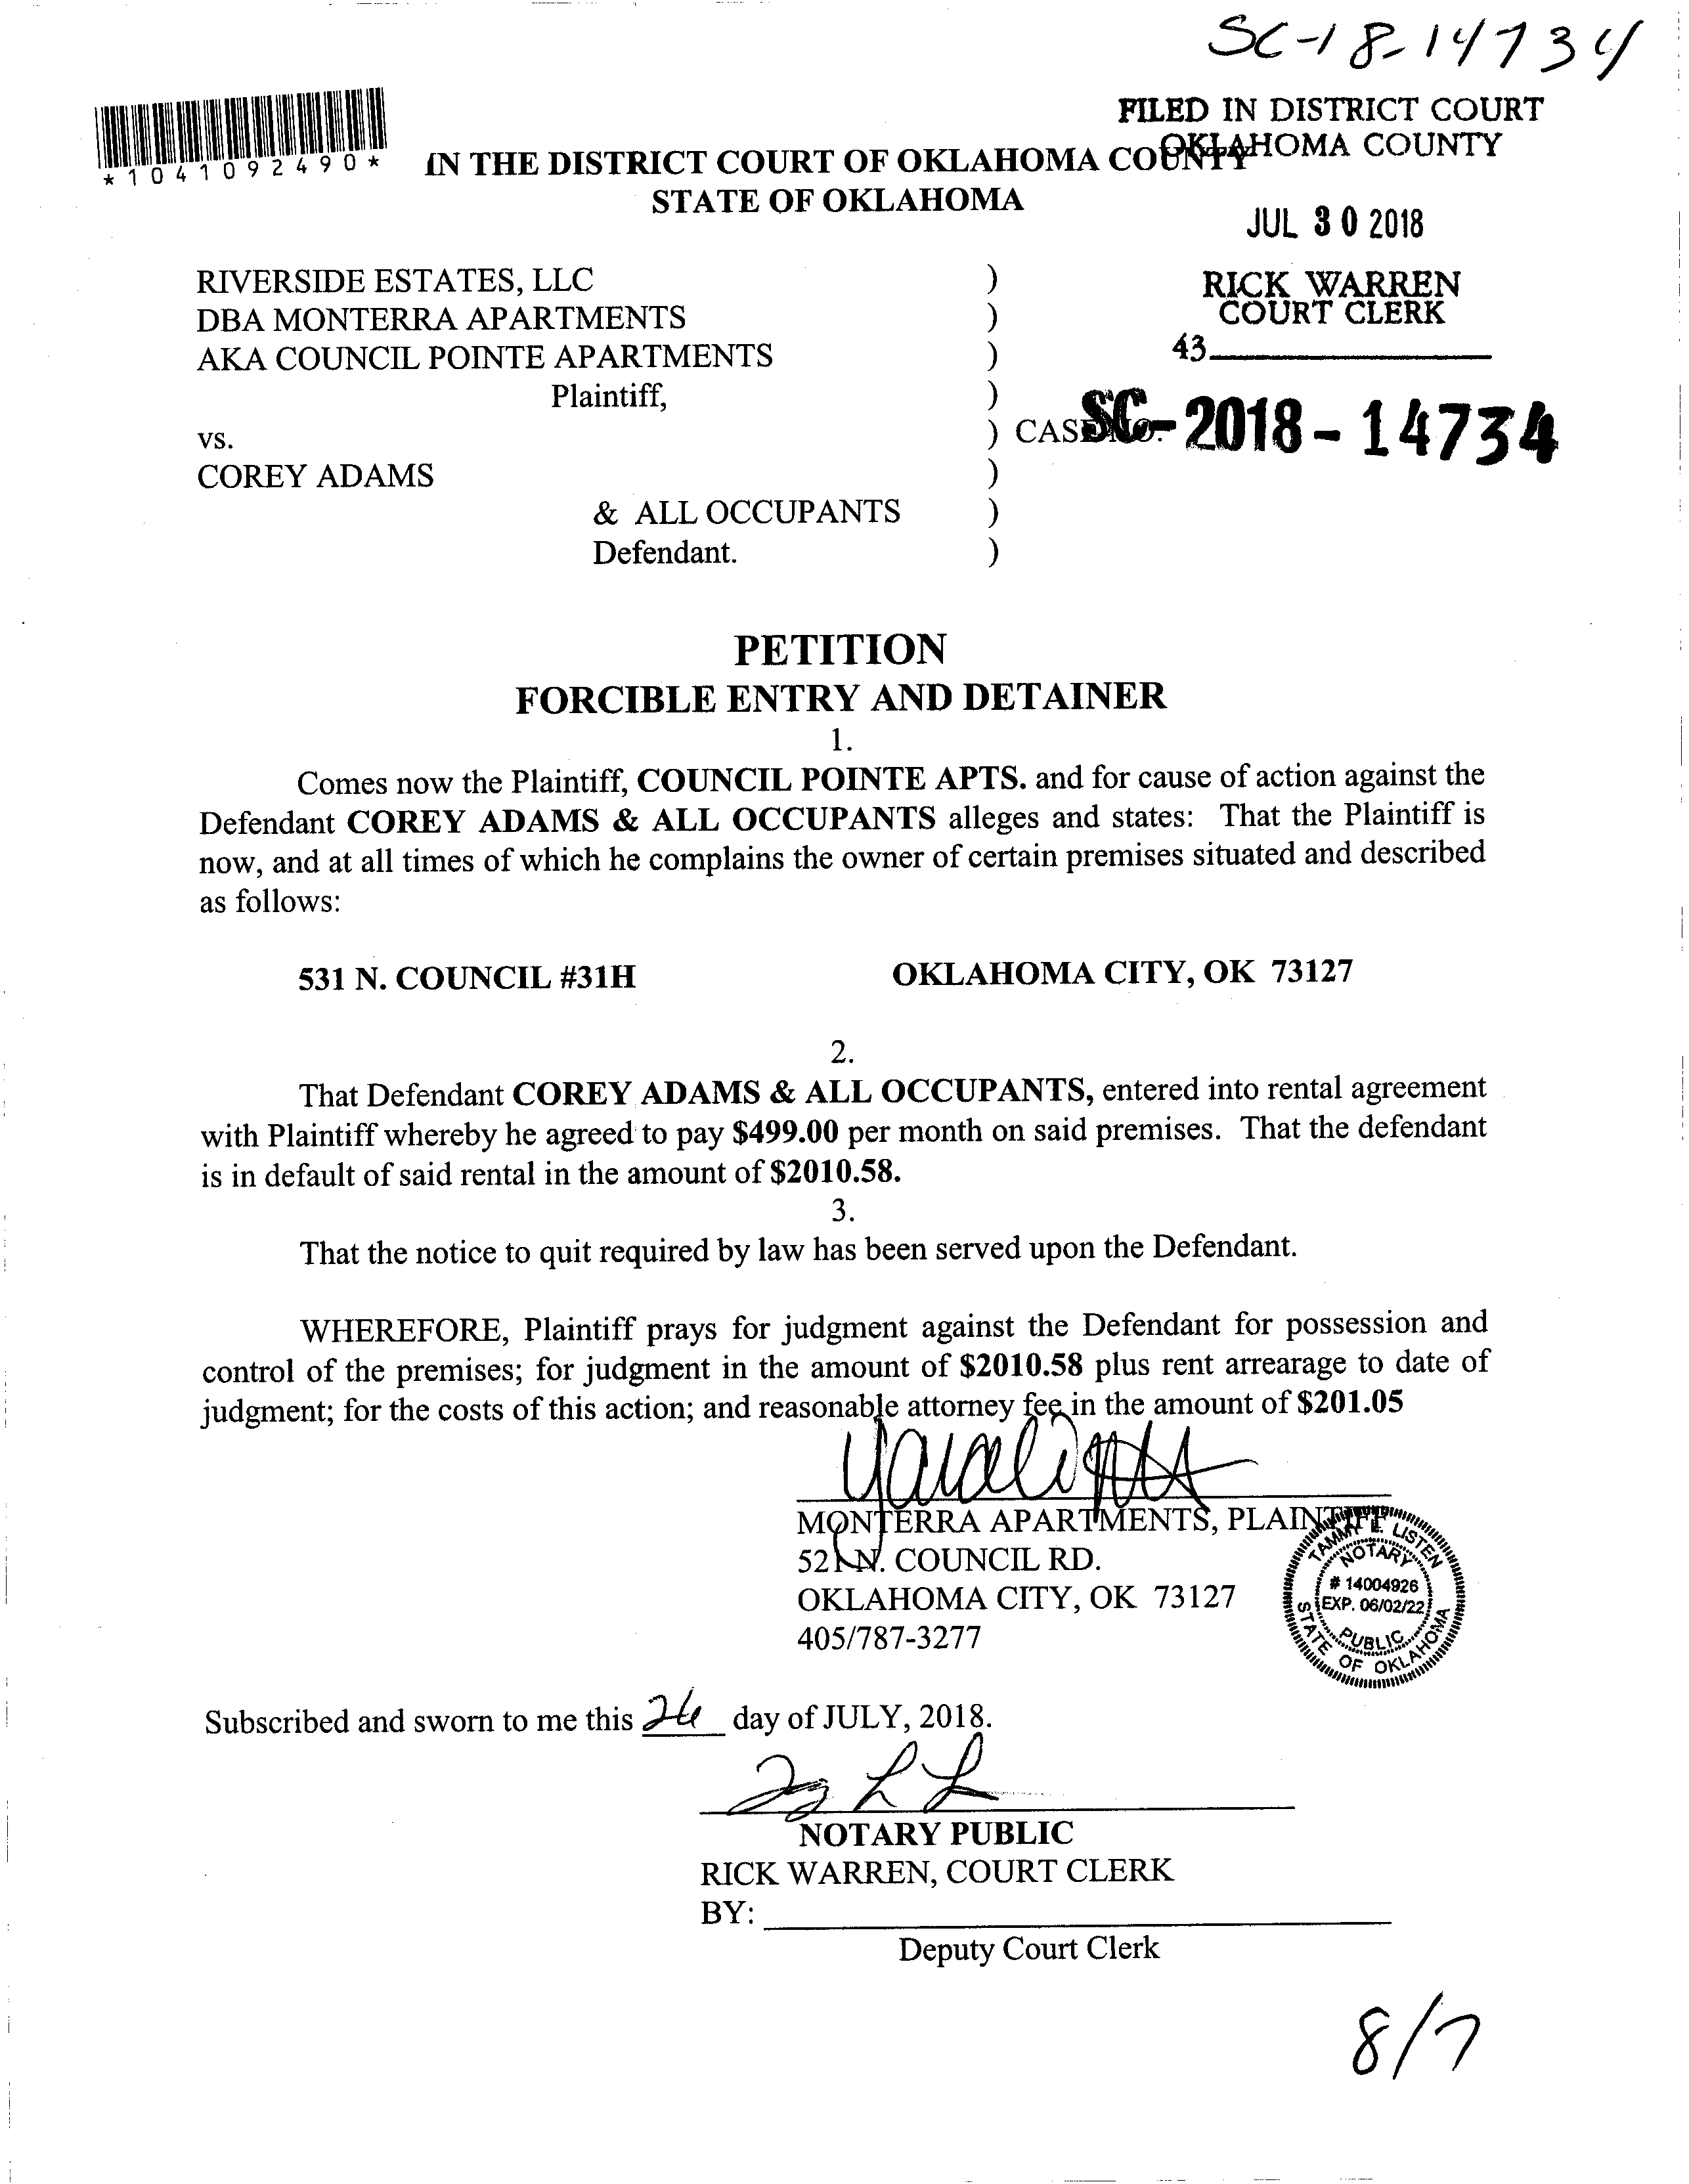 SC-18-14734
*1041092490*
FILED IN DISTRICT COURT
OKLAHOMA COUNTY
IN THE DISTRICT COURT OF OKLAHOMA COUNTY
STATE OF OKLAHOMA
JUL 30 2018
RICK WARREN
COURT CLERK
43
RIVERSIDE ESTATES, LLC )
DBA MONTERRA APARTMENTS )
AKA COUNCIL POINTE APARTMENTS )
Plaintiff, )
vs. ) CASE NO. SC-2018-14734
COREY ADAMS )
& ALL OCCUPANTS )
Defendant. )
PETITION
FORCIBLE ENTRY AND DETAINER
1.
Comes now the Plaintiff, COUNCIL POINTE APTS. and for cause of action against the
Defendant COREY ADAMS & ALL OCCUPANTS alleges and states: That the Plaintiff is
now, and at all times of which he complains the owner of certain premises situated and described
as follows:
531 N. COUNCIL #31H OKLAHOMA CITY, OK 73127
2.
That Defendant COREY ADAMS & ALL OCCUPANTS, entered into rental agreement
with Plaintiff whereby he agreed to pay $499.00 per month on said premises. That the defendant
is in default of said rental in the amount of $2010.58.
3.
That the notice to quit required by law has been served upon the Defendant.
WHEREFORE, Plaintiff prays for judgment against the Defendant for possession and
control of the premises; for judgment in the amount of $2010.58 plus rent arrearage to date of
judgment; for the costs of this action; and reasonable attorney fee in the amount of $201.05
MONTERRA APARTMENTS, PLAINTIFF
521 N. COUNCIL RD.
OKLAHOMA CITY, OK 73127
405/787-3277
TAMMY L. LISTEN
NOTARY
# 14004926
EXP. 06/02/22
PUBLIC
STATE OF OKLAHOMA
Subscribed and sworn to me this 26 day of JULY, 2018.
NOTARY PUBLIC
RICK WARREN, COURT CLERK
BY:
Deputy Court Clerk
8/7